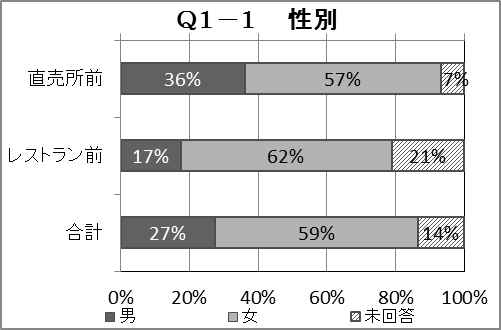 Q1－1　性別
直売所前 36% 57% 7%
レストラン前 17% 62% 21%
合計 27% 59% 14%
0% 20% 40% 60% 80% 100%
男 女 未回答